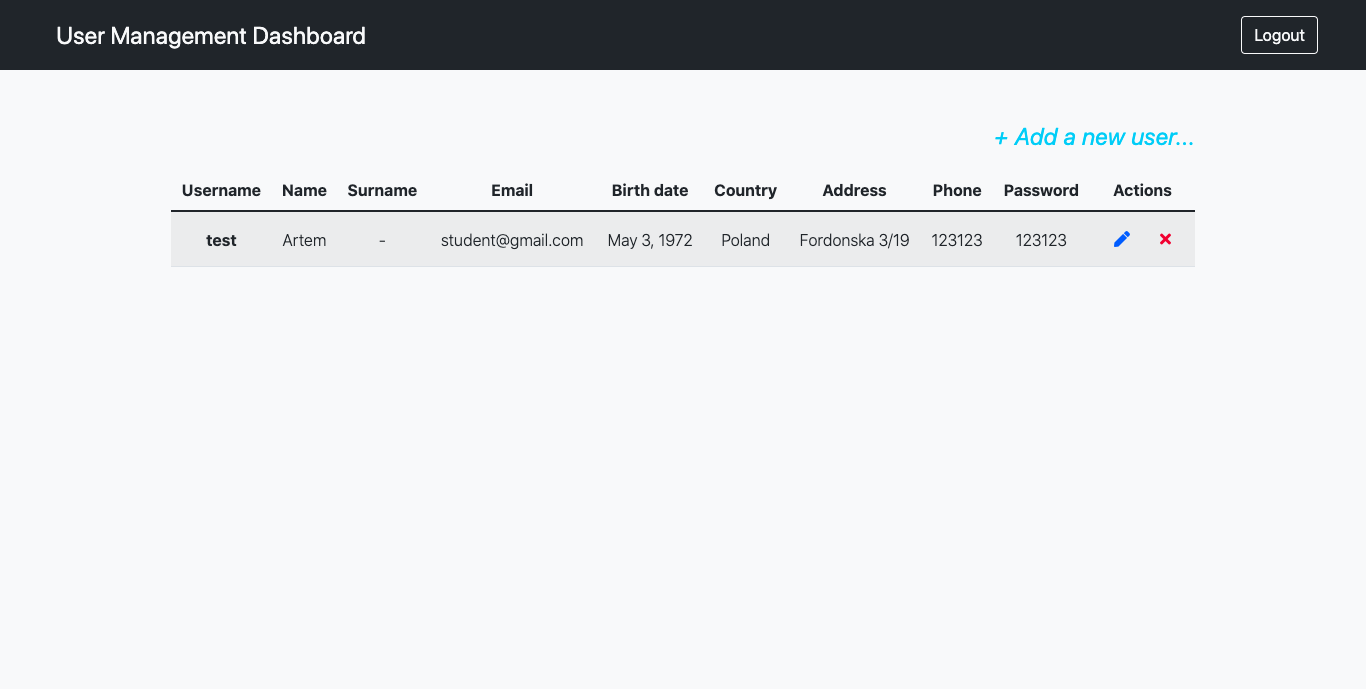 User Management Dashboard Logout
+ Add a new user...
Username Name Surname Email Birth date Country Address Phone Password Actions
test Artem - student@gmail.com May 3, 1972 Poland Fordonska 3/19 123123 123123